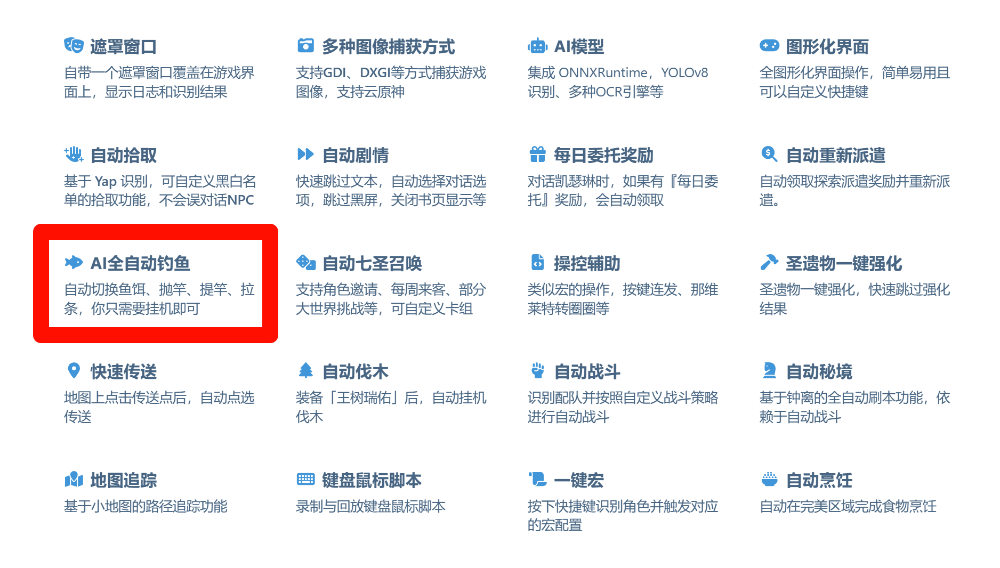 遮罩窗口
自带一个遮罩窗口覆盖在游戏界
面上，显示日志和识别结果
多种图像捕获方式
支持GDI、DXGI等方式捕获游戏
图像，支持云原神
AI模型
集成 ONNXRuntime，YOLOv8
识别、多种OCR引擎等
图形化界面
全图形化界面操作，简单易用且
可以自定义快捷键
自动拾取
基于 Yap 识别，可自定义黑白名
单的拾取功能，不会误对话NPC
自动剧情
快速跳过文本，自动选择对话选
项，跳过黑屏，关闭书页显示等
每日委托奖励
对话凯瑟琳时，如果有『每日委
托』奖励，会自动领取
自动重新派遣
自动领取探索派遣奖励并重新派
遣。
AI全自动钓鱼
自动切换鱼饵、抛竿、提竿、拉
条，你只需要挂机即可
自动七圣召唤
支持角色邀请、每周来客、部分
大世界挑战等，可自定义卡组
操控辅助
类似宏的操作，按键连发、那维
莱特转圈圈等
圣遗物一键强化
圣遗物一键强化，快速跳过强化
结果
快速传送
地图上点击传送点后，自动点选
传送
自动伐木
装备「王树瑞佑」后，自动挂机
伐木
自动战斗
识别配队并按照自定义战斗策略
进行自动战斗
自动秘境
基于钟离的全自动刷本功能，依
赖于自动战斗
地图追踪
基于小地图的路径追踪功能
键盘鼠标脚本
录制与回放键盘鼠标脚本
一键宏
按下快捷键识别角色并触发对应
的宏配置
自动烹饪
自动在完美区域完成食物烹饪